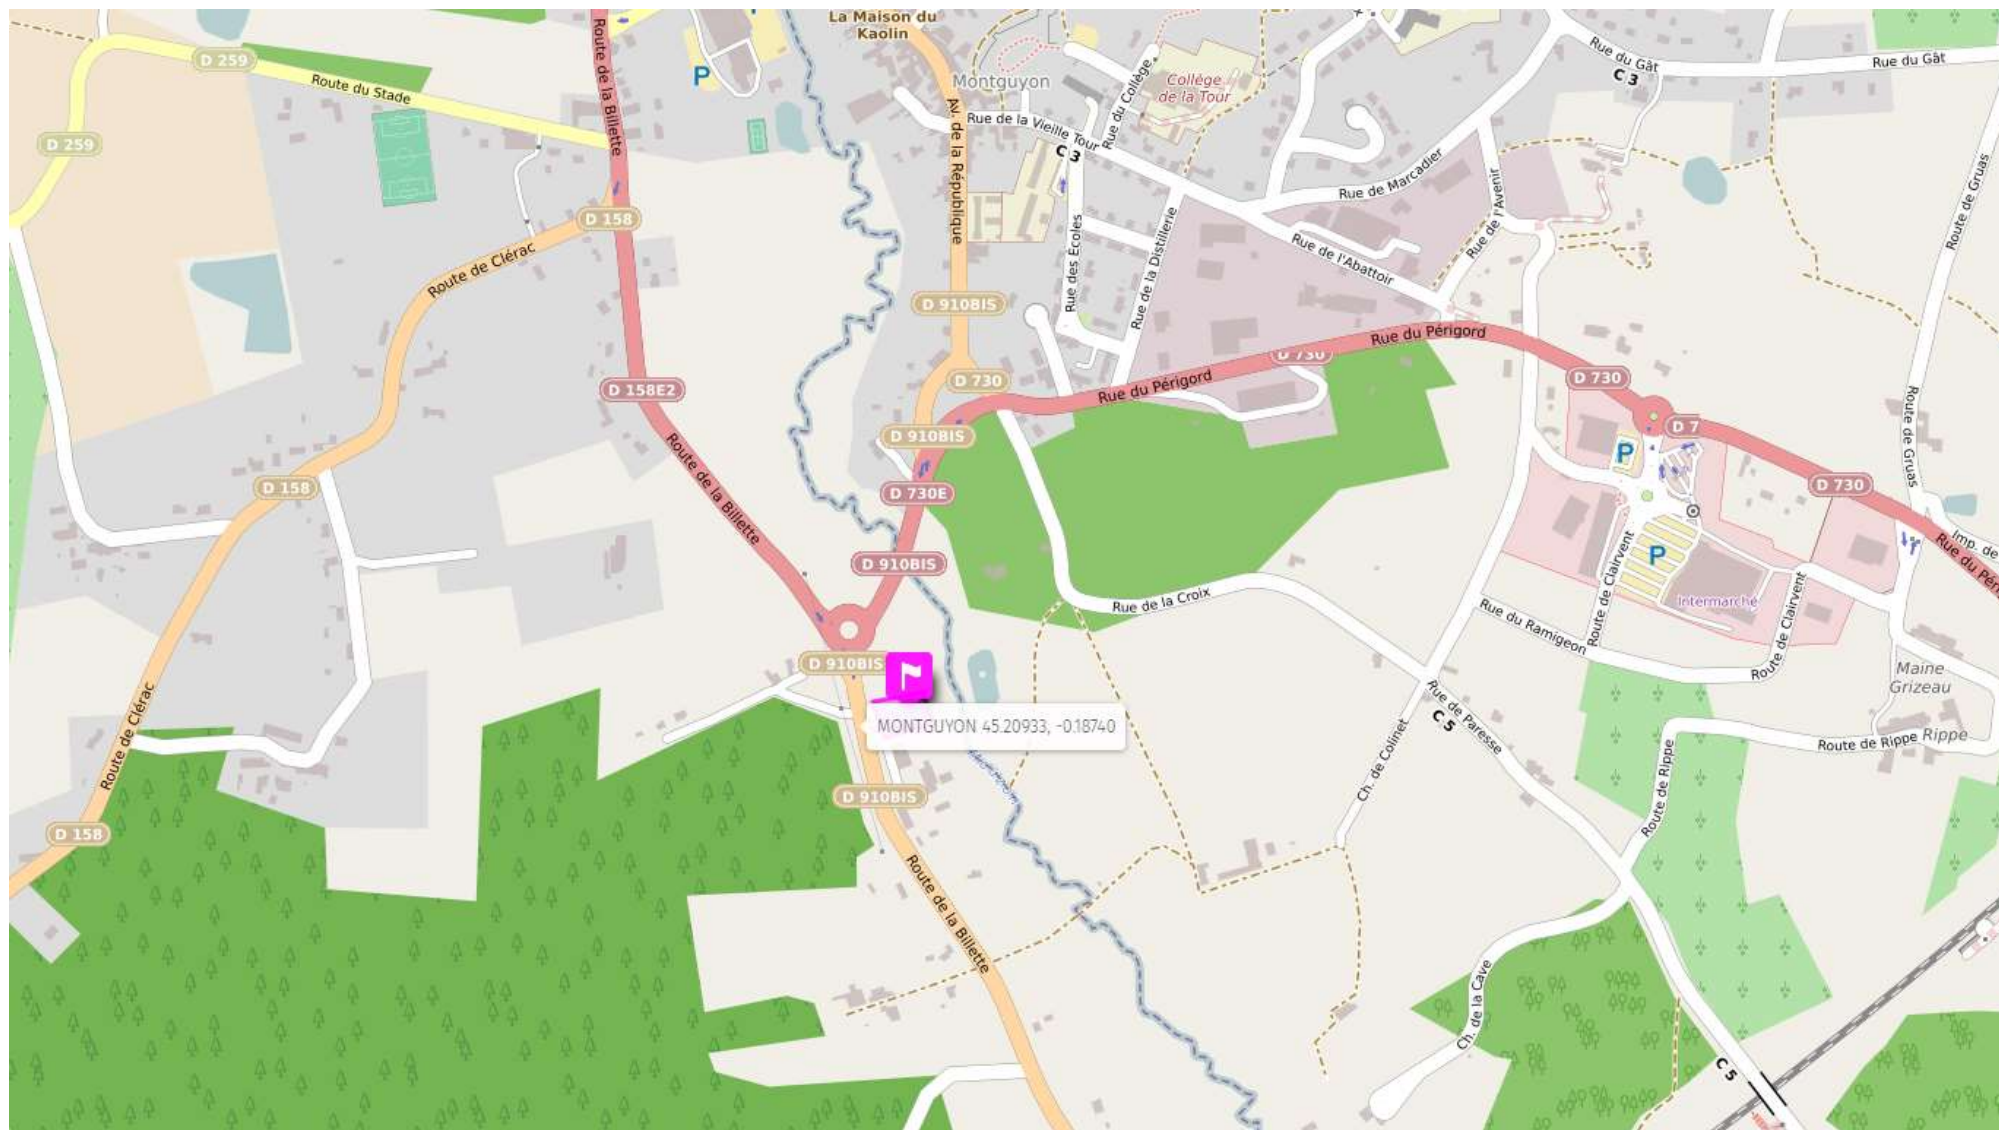 La Maison du
Kaolin
D 259
Route du Stade
D 259
Route de la Billette
P
Montguyon
Collège
de la Tour
Rue du Collège
Rue du Gât
C 3
Rue du Gât
Av. de la République
Rue de la Vieille Tour
C 3
Rue de Marcadier
Rue de l'Avenir
Route de Gruas
D 158
Route de Clérac
Rue des Ecoles
Rue de la Distillerie
Rue de l'Abattoir
D 910BIS
D 730
Rue du Périgord
D 730
Rue du Périgord
D 158E2
D 730
D 7
Route de Gruas
D 910BIS
P
D 158
Route de la Billette
D 730E
D 730
Imp. de
Rue du Pér
D 910BIS
P
Route de Clairvent
Intermarché
Route de Clairvent
Rue de la Croix
Rue du Ramigeon
D 910BIS
Maine
Grizeau
Route de Clérac
MONTGUYON 45.20933, -0.18740
Rue de Paresse
C 5
Route de Rippe
Rippe
Ch. de Colinet
Route de Rippe
D 910BIS
D 158
Route de la Billette
Ch. de la Cave
C 5